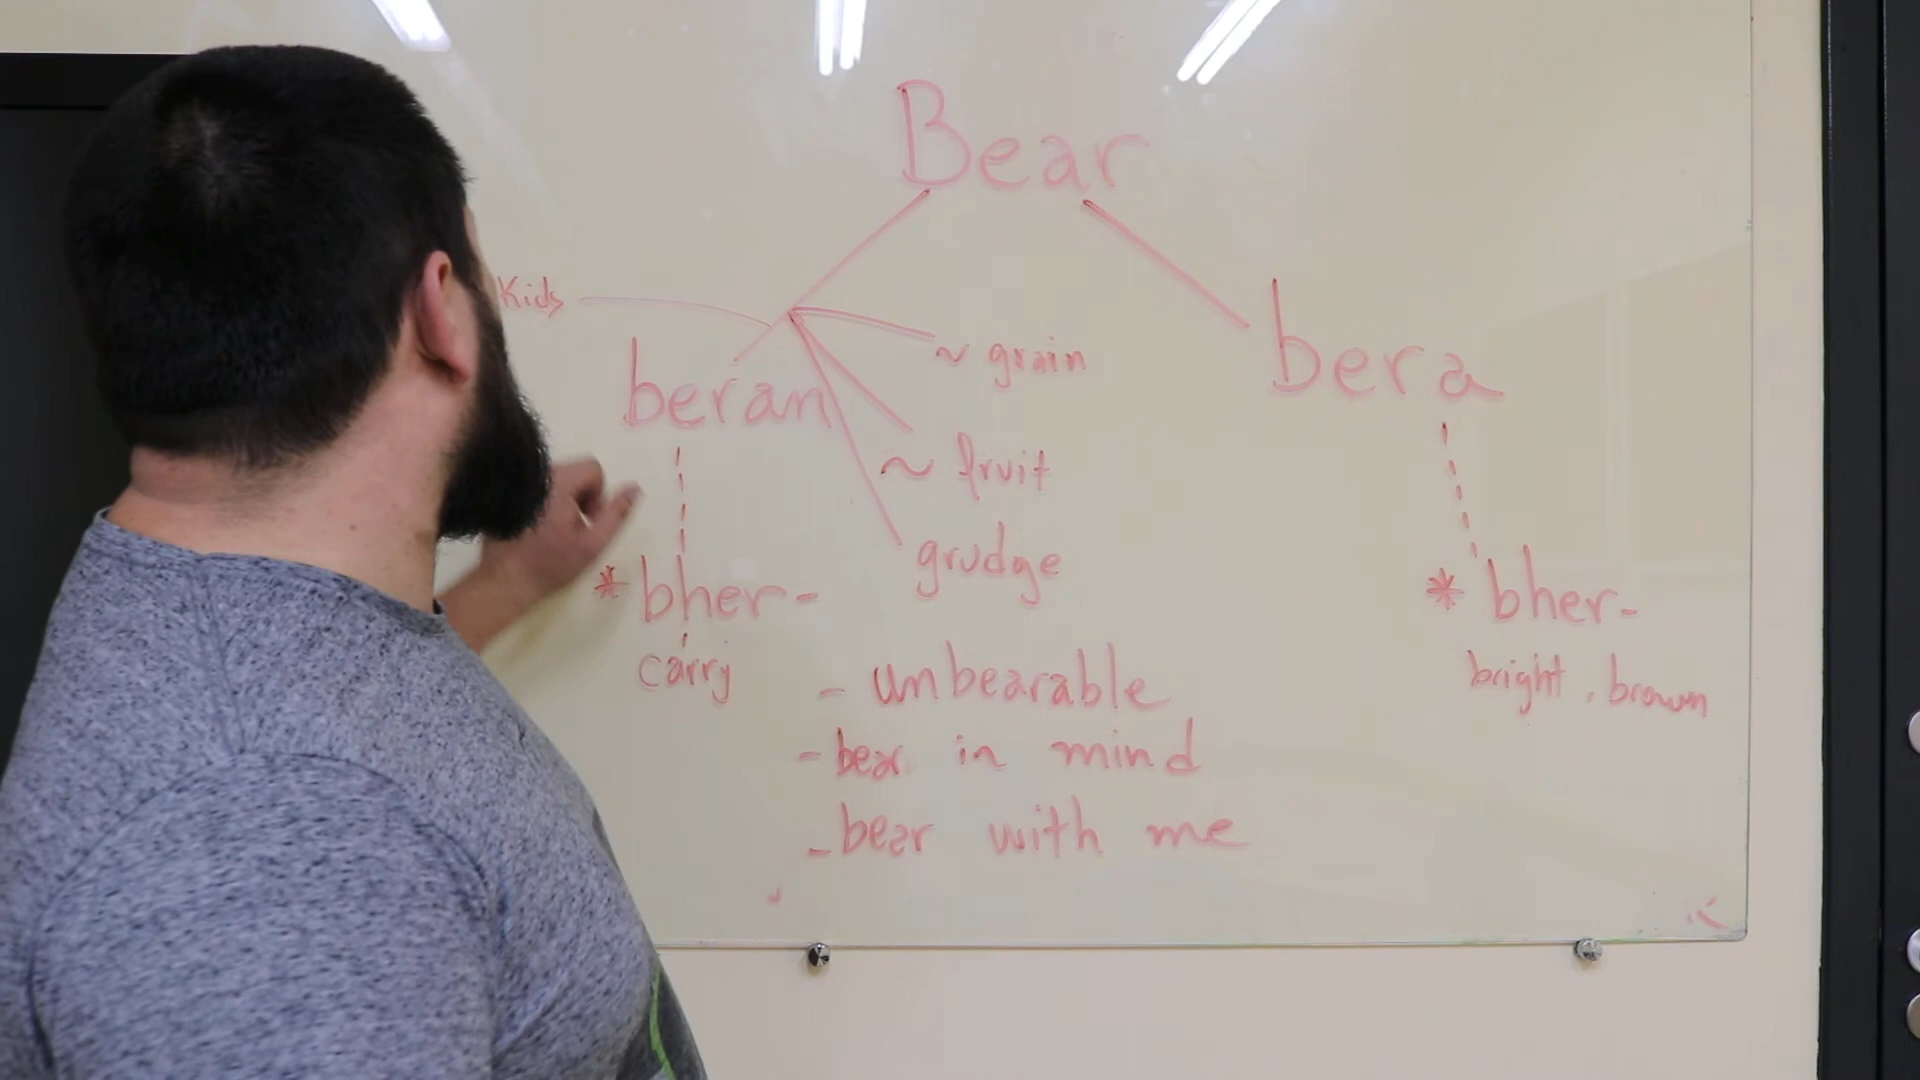 Bear
Kids
beran
~ grain
~ fruit
grudge
* bher-
carry
bera
* bher-
bright, brown
- unbearable
- bear in mind
- bear with me